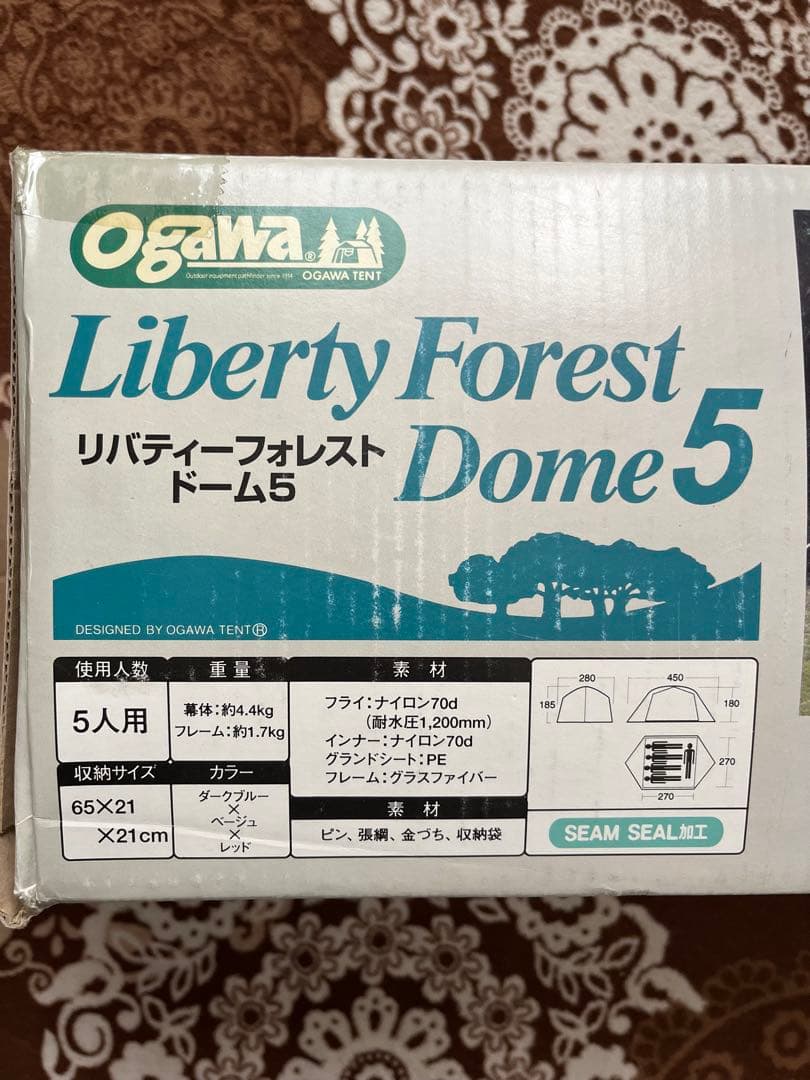 Ogawa®
Outdoor equipment pathfinder since 1914
OGAWA TENT
Liberty Forest
Dome 5
リバティーフォレスト
ドーム5
DESIGNED BY OGAWA TENT®
使用人数
5人用
重量
幕体:約4.4kg
フレーム:約1.7kg
素材
フライ:ナイロン70d
(耐水圧1,200mm)
インナー:ナイロン70d
グランドシート:PE
フレーム:グラスファイバー
収納サイズ
65×21
×21cm
カラー
ダークブルー
×
ベージュ
×
レッド
素材
ピン、張綱、金づち、収納袋
280
185
450
180
270
270
SEAM SEAL加工